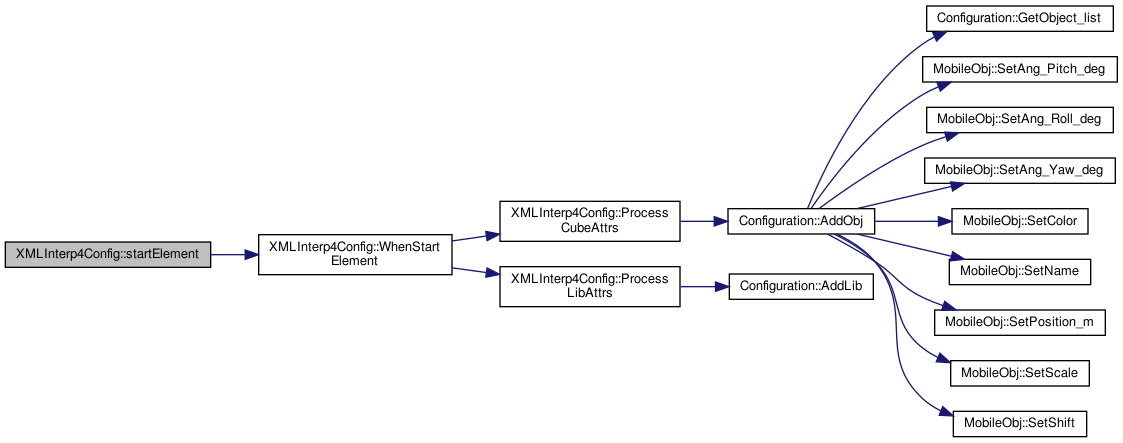 XMLInterp4Config::startElement
XMLInterp4Config::WhenStart
Element
XMLInterp4Config::Process
CubeAttrs
XMLInterp4Config::Process
LibAttrs
Configuration::AddObj
Configuration::AddLib
Configuration::GetObject_list
MobileObj::SetAng_Pitch_deg
MobileObj::SetAng_Roll_deg
MobileObj::SetAng_Yaw_deg
MobileObj::SetColor
MobileObj::SetName
MobileObj::SetPosition_m
MobileObj::SetScale
MobileObj::SetShift